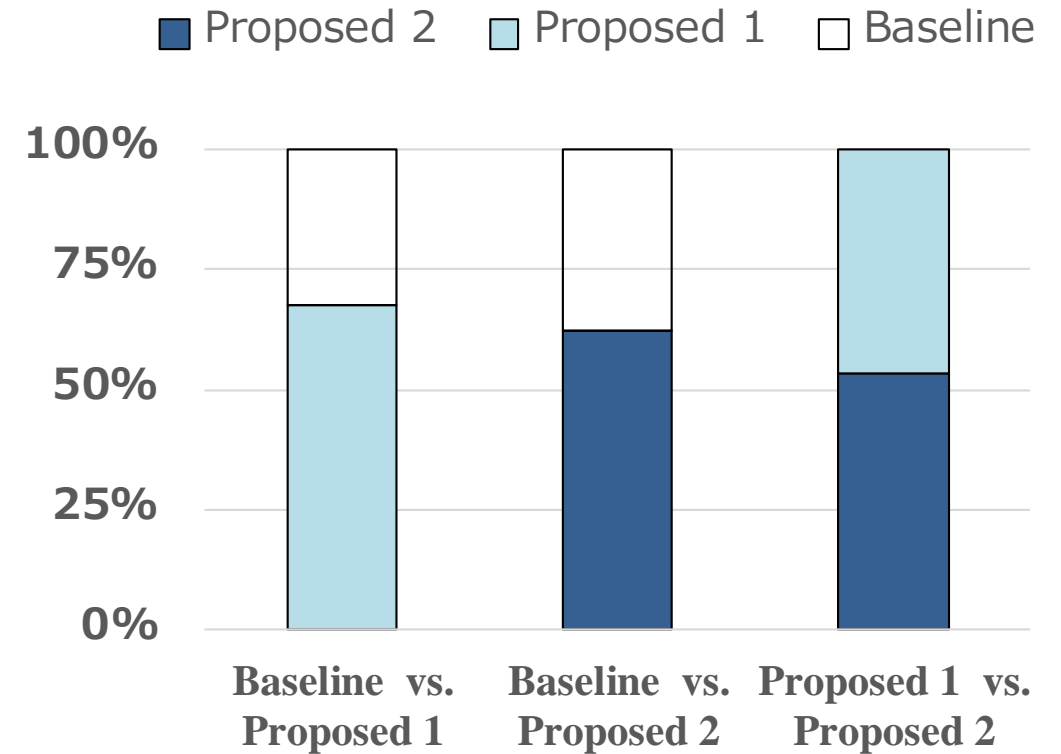 Proposed 2 Proposed 1 Baseline
100%
75%
50%
25%
0%
Baseline vs. Baseline vs. Proposed 1 vs.
Proposed 1 Proposed 2 Proposed 2